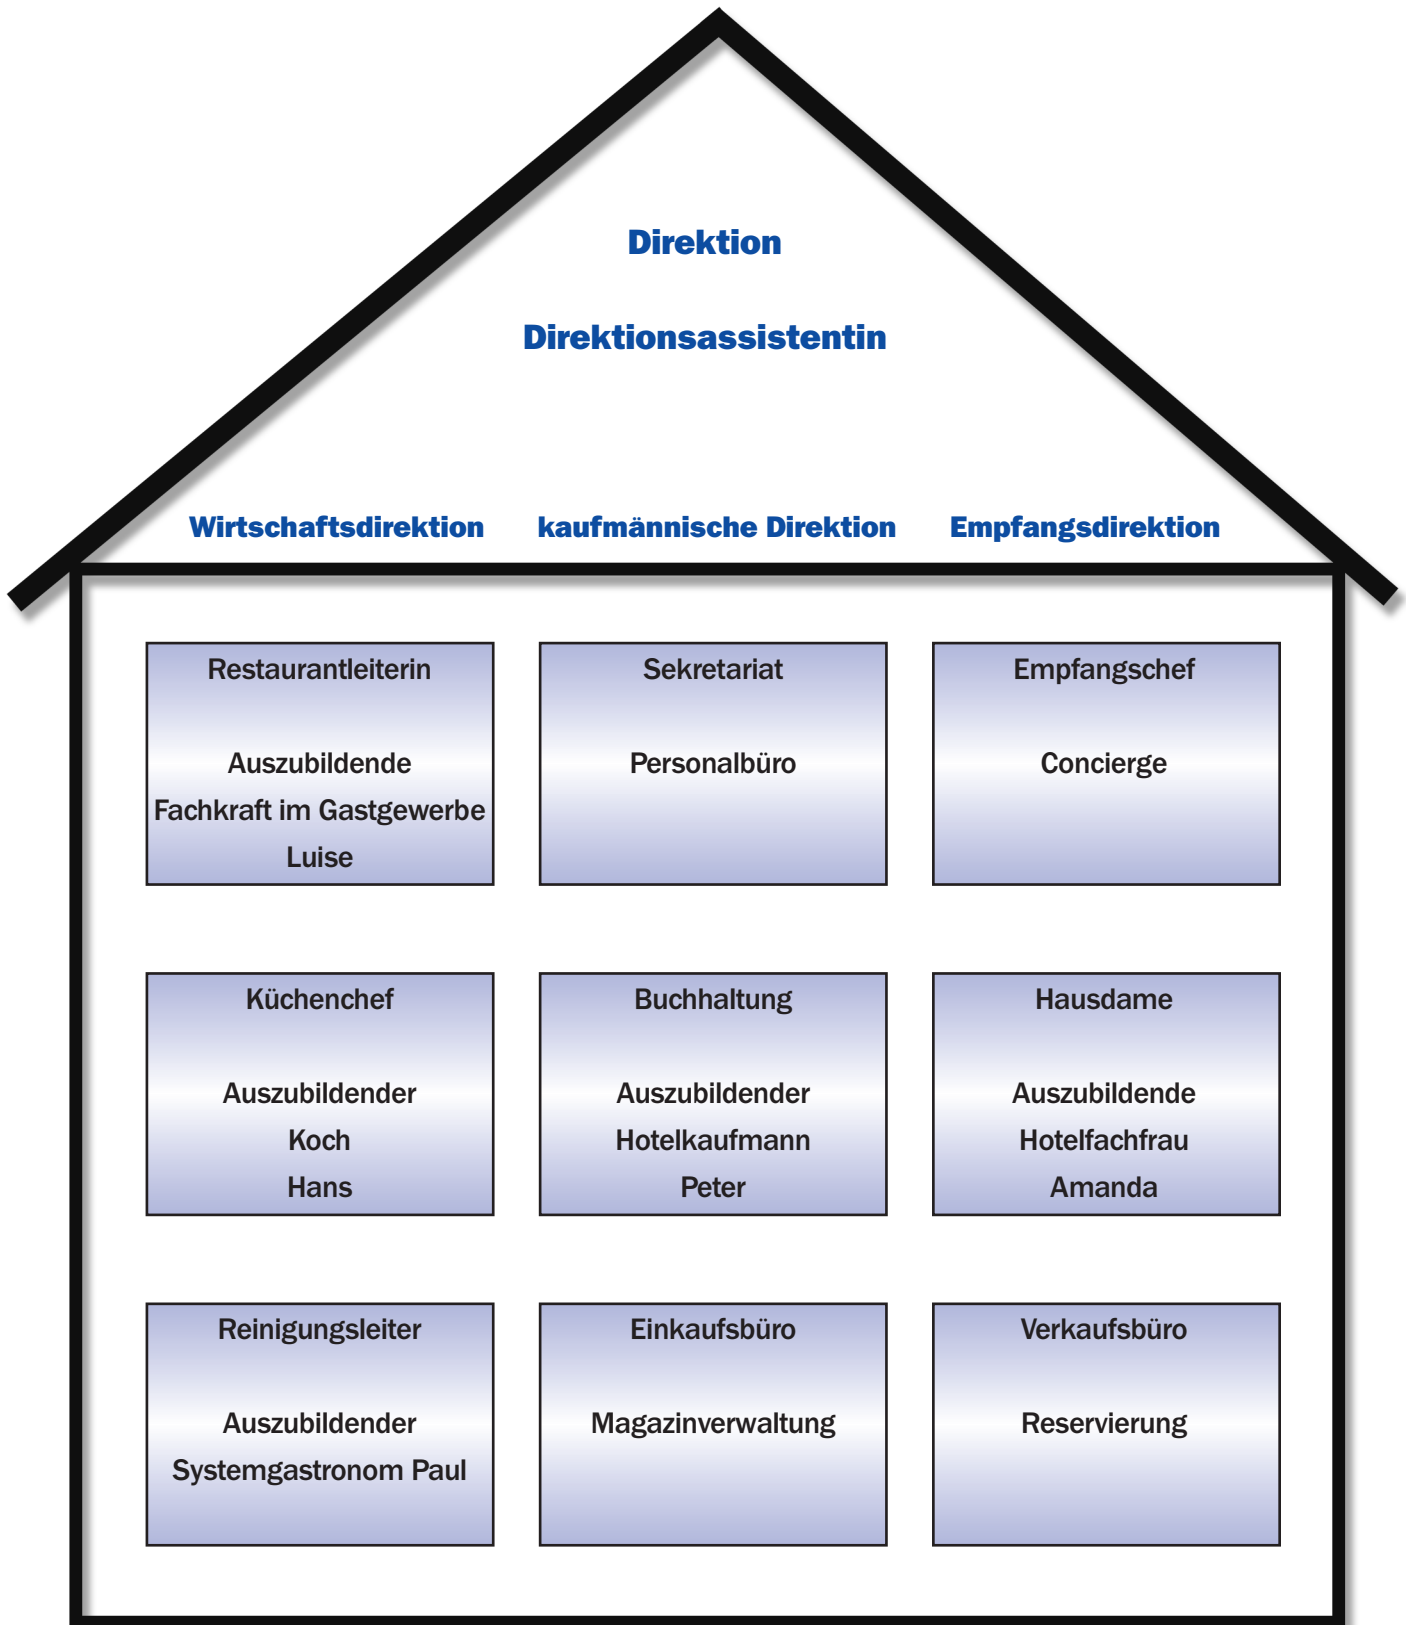 Direktion
Direktionsassistentin
Wirtschaftsdirektion
kaufmännische Direktion
Empfangsdirektion
Restaurantleiterin
Auszubildende
Fachkraft im Gastgewerbe
Luise
Sekretariat
Personalbüro
Empfangschef
Concierge
Küchenchef
Auszubildender
Koch
Hans
Buchhaltung
Auszubildender
Hotelkaufmann
Peter
Hausdame
Auszubildende
Hotelfachfrau
Amanda
Reinigungsleiter
Auszubildender
Systemgastronom Paul
Einkaufsbüro
Magazinverwaltung
Verkaufsbüro
Reservierung